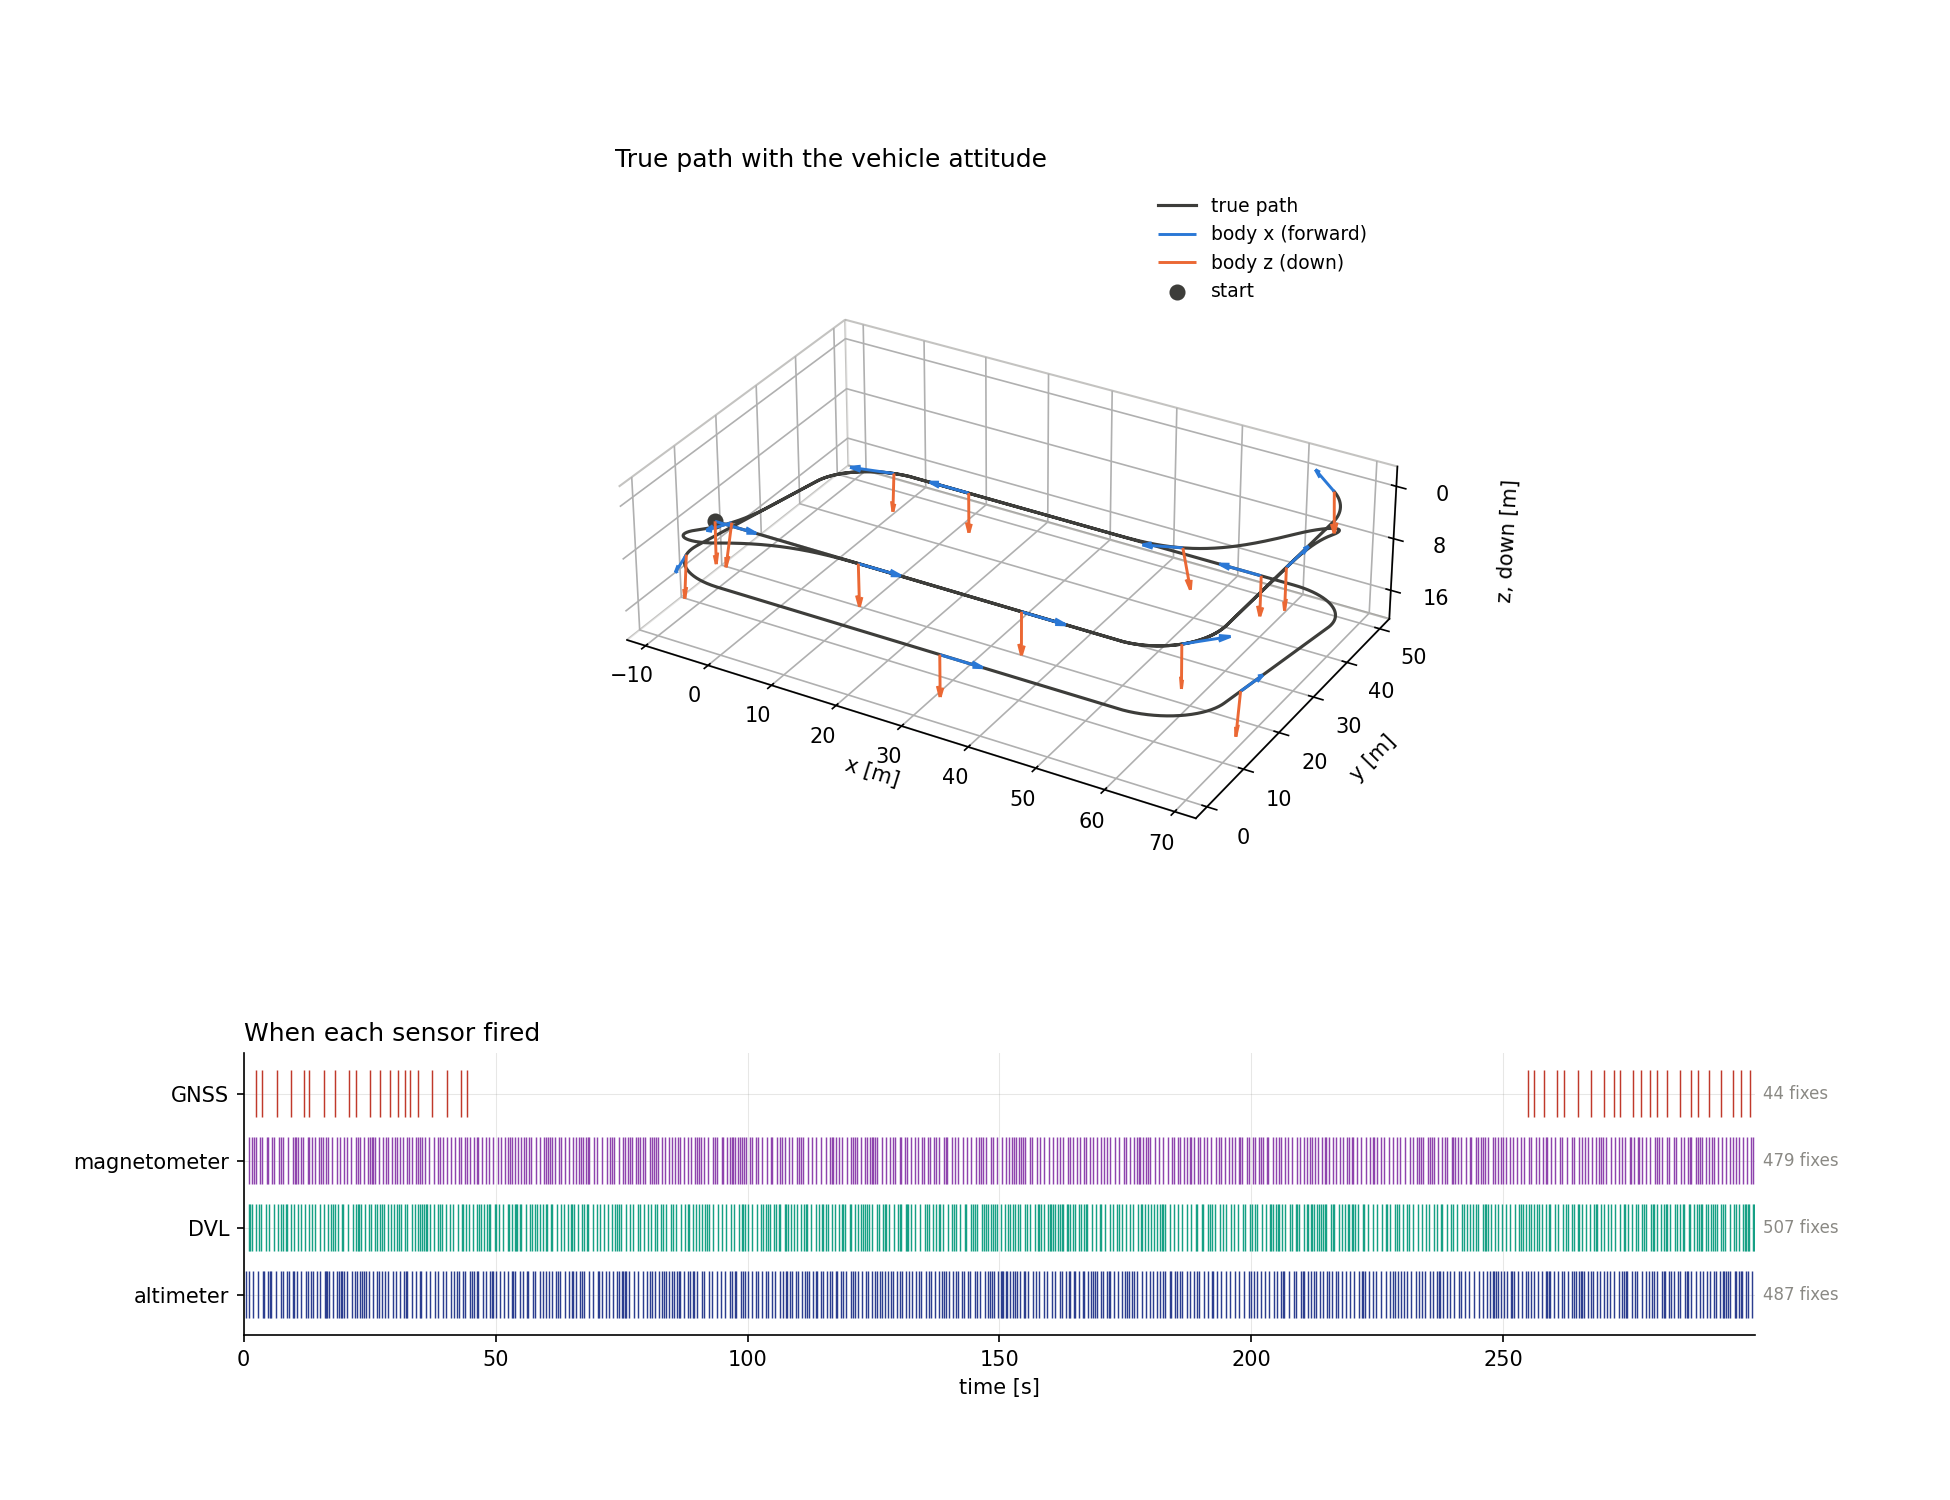 True path with the vehicle attitude
true path
body x (forward)
body z (down)
start
0
8
16
z, down [m]
−10
0
10
20
30
40
50
60
70
x [m]
0
10
20
30
40
50
y [m]
When each sensor fired
GNSS
44 fixes
magnetometer
479 fixes
DVL
507 fixes
altimeter
487 fixes
0
50
100
150
200
250
time [s]